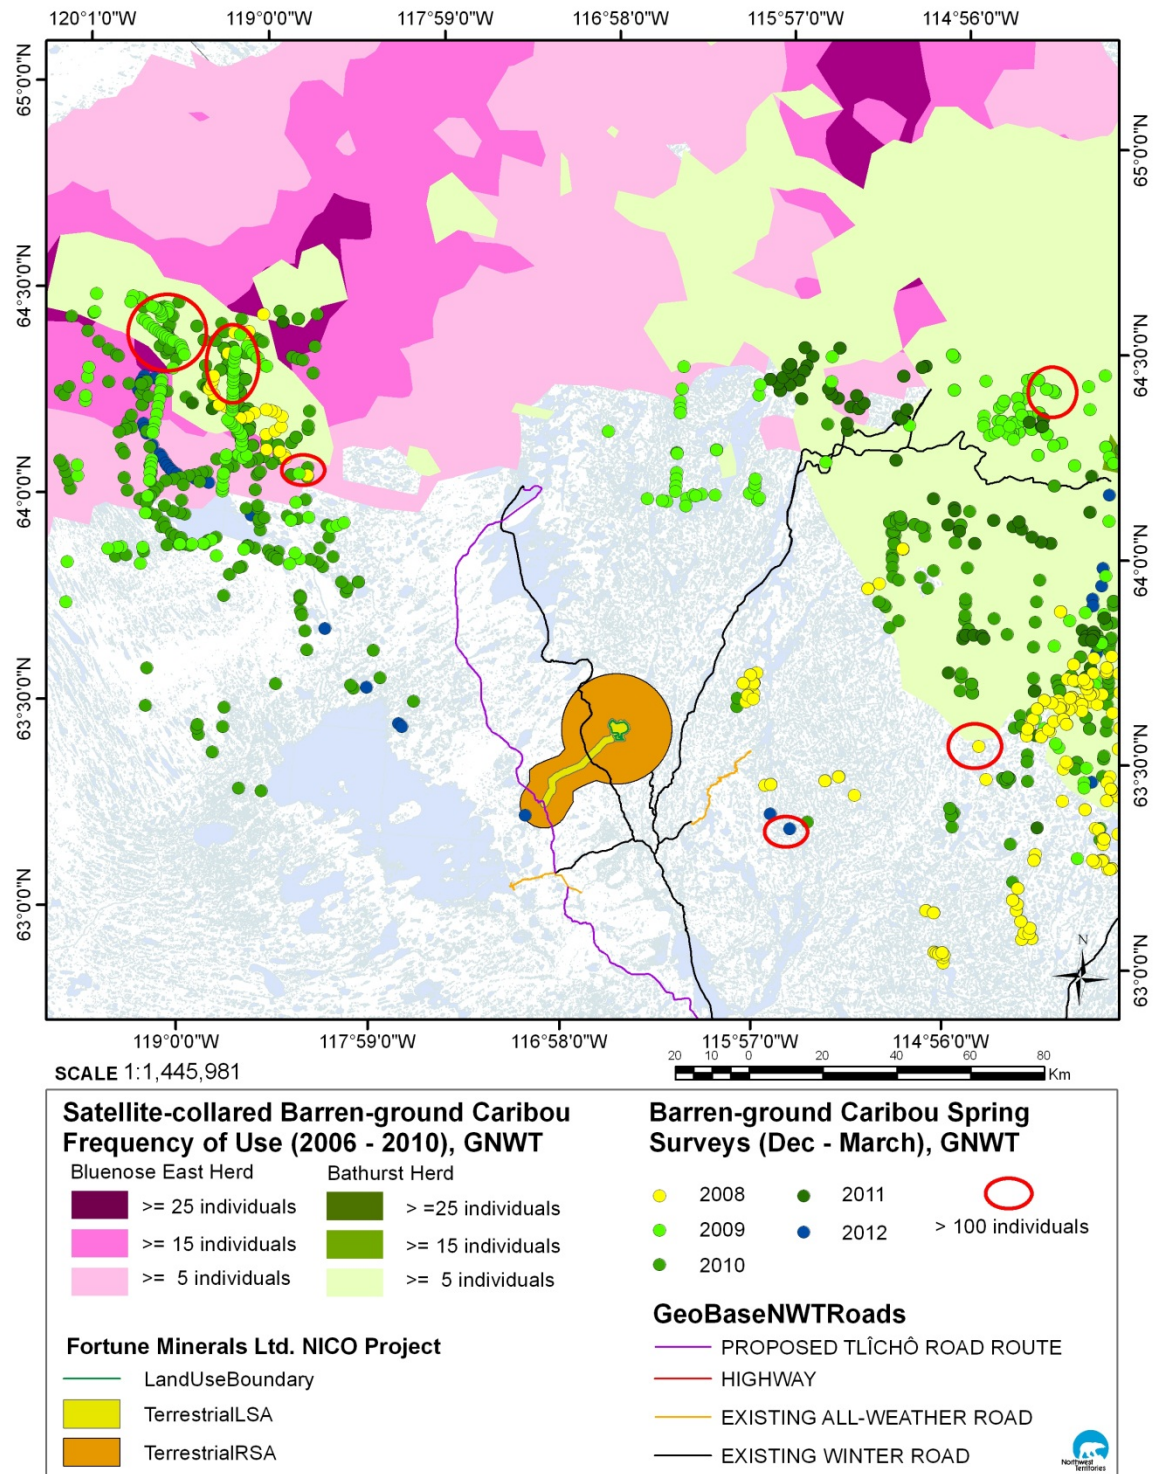 120°1'0"W 119°0'0"W 117°59'0"W 116°58'0"W 115°57'0"W 114°56'0"W
65°0'0"N
65°0'0"N
64°30'0"N
64°30'0"N
64°0'0"N
64°0'0"N
63°30'0"N
63°30'0"N
63°0'0"N
63°0'0"N
N
119°0'0"W 117°59'0"W 116°58'0"W 115°57'0"W 114°56'0"W
SCALE 1:1,445,981
20 10 0 20 40 60 80
Km
Satellite-collared Barren-ground Caribou
Frequency of Use (2006 - 2010), GNWT
Bluenose East Herd
>= 25 individuals
>= 15 individuals
>= 5 individuals
Bathurst Herd
> =25 individuals
>= 15 individuals
>= 5 individuals
Fortune Minerals Ltd. NICO Project
LandUseBoundary
TerrestrialLSA
TerrestrialRSA
Barren-ground Caribou Spring
Surveys (Dec - March), GNWT
2008
2009
2010
2011
2012
> 100 individuals
GeoBaseNWTRoads
PROPOSED TLÎCHÔ ROAD ROUTE
HIGHWAY
EXISTING ALL-WEATHER ROAD
EXISTING WINTER ROAD
Northwest
Territories